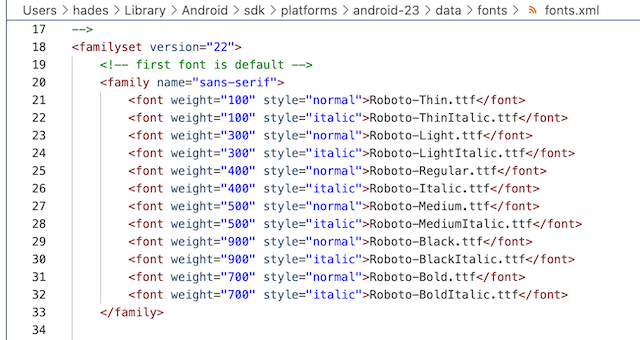 Users > hades > Library > Android > sdk > platforms > android-23 > data > fonts > fonts.xml
17 -->
18 <familyset version="22">
19     <!-- first font is default -->
20     <family name="sans-serif">
21         <font weight="100" style="normal">Roboto-Thin.ttf</font>
22         <font weight="100" style="italic">Roboto-ThinItalic.ttf</font>
23         <font weight="300" style="normal">Roboto-Light.ttf</font>
24         <font weight="300" style="italic">Roboto-LightItalic.ttf</font>
25         <font weight="400" style="normal">Roboto-Regular.ttf</font>
26         <font weight="400" style="italic">Roboto-Italic.ttf</font>
27         <font weight="500" style="normal">Roboto-Medium.ttf</font>
28         <font weight="500" style="italic">Roboto-MediumItalic.ttf</font>
29         <font weight="900" style="normal">Roboto-Black.ttf</font>
30         <font weight="900" style="italic">Roboto-BlackItalic.ttf</font>
31         <font weight="700" style="normal">Roboto-Bold.ttf</font>
32         <font weight="700" style="italic">Roboto-BoldItalic.ttf</font>
33     </family>
34